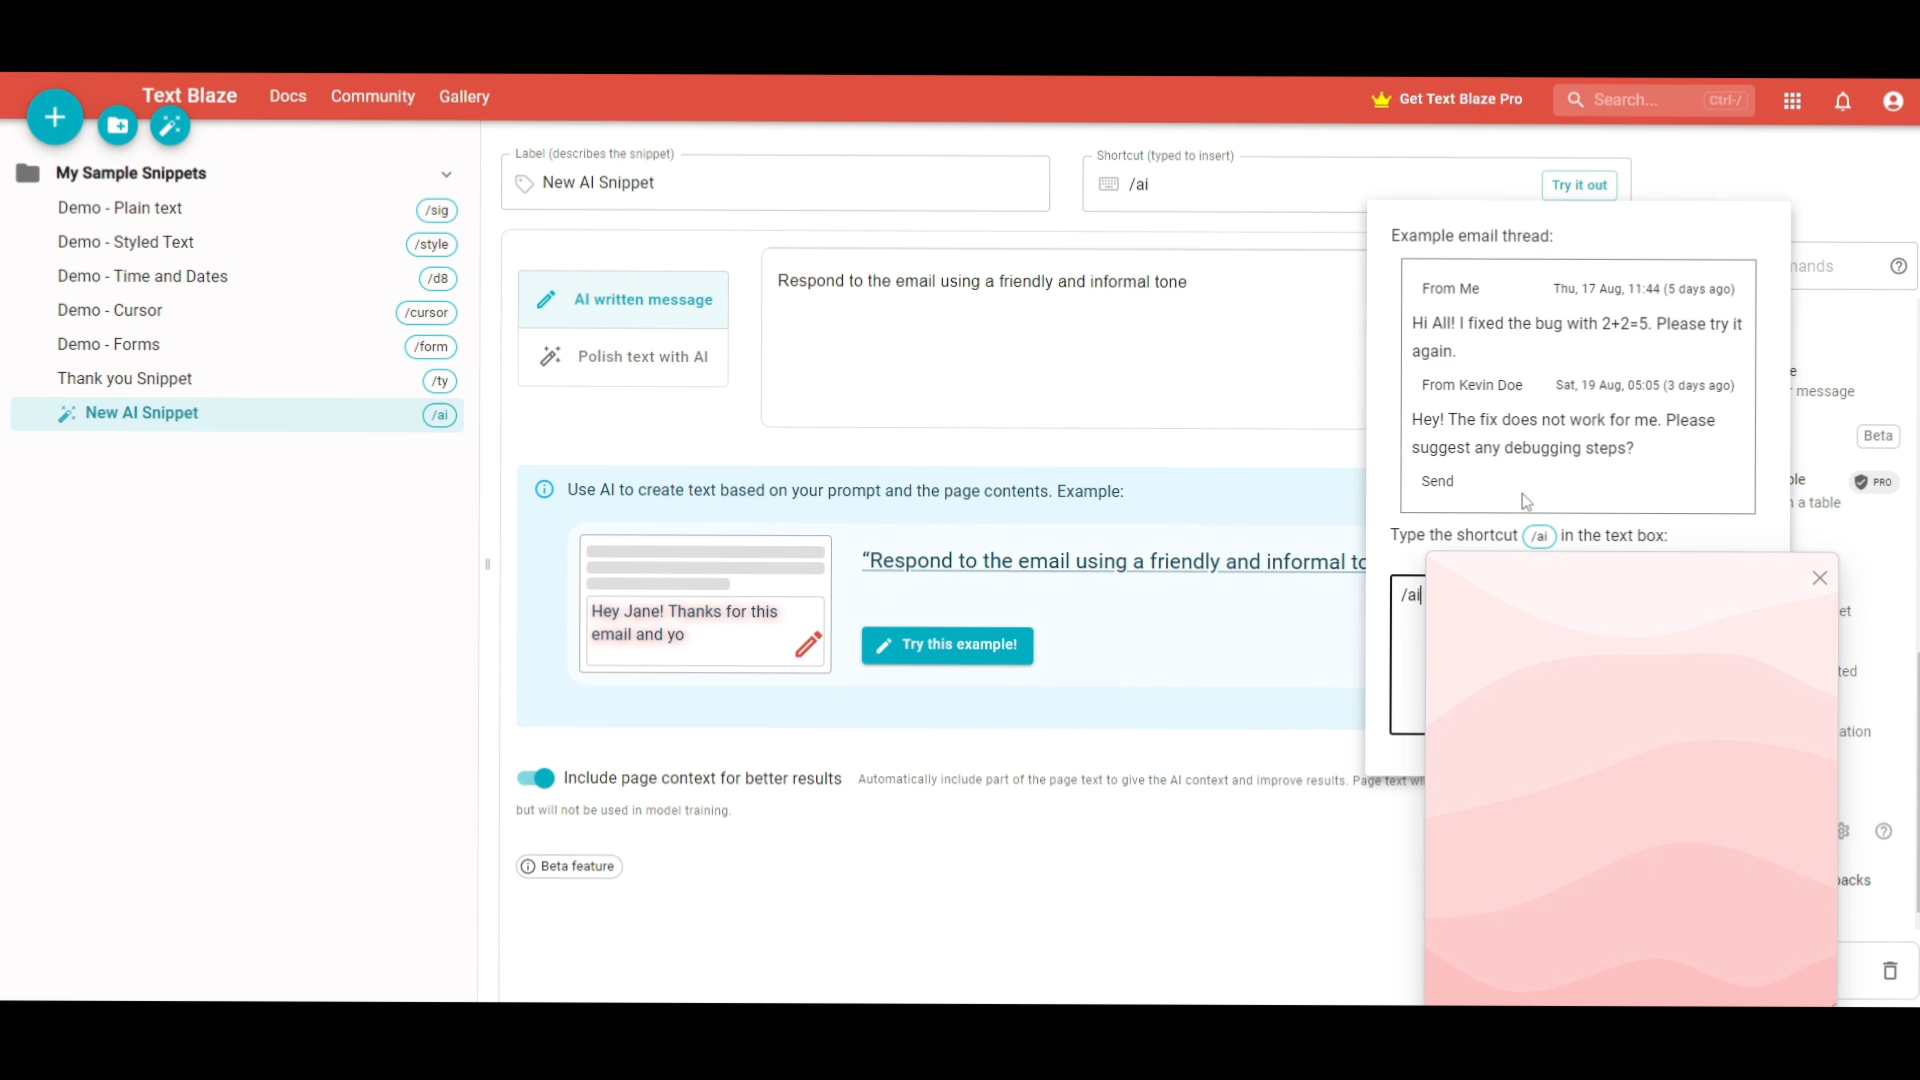 Text Blaze
Docs
Community
Gallery
Get Text Blaze Pro
Search...
Ctrl-/
My Sample Snippets
Demo - Plain text
/sig
Demo - Styled Text
/style
Demo - Time and Dates
/d8
Demo - Cursor
/cursor
Demo - Forms
/form
Thank you Snippet
/ty
New AI Snippet
/ai
Label (describes the snippet)
New AI Snippet
Shortcut (typed to insert)
/ai
Try it out
AI written message
Polish text with AI
Respond to the email using a friendly and informal tone
Use AI to create text based on your prompt and the page contents. Example:
Hey Jane! Thanks for this
email and yo
“Respond to the email using a friendly and informal to
Try this example!
Include page context for better results
Automatically include part of the page text to give the AI context and improve results. Page text wi
but will not be used in model training.
Beta feature
Example email thread:
From Me
Thu, 17 Aug, 11:44 (5 days ago)
Hi All! I fixed the bug with 2+2=5. Please try it
again.
From Kevin Doe
Sat, 19 Aug, 05:05 (3 days ago)
Hey! The fix does not work for me. Please
suggest any debugging steps?
Send
Type the shortcut /ai in the text box:
/ai
message
Beta
PRO
a table